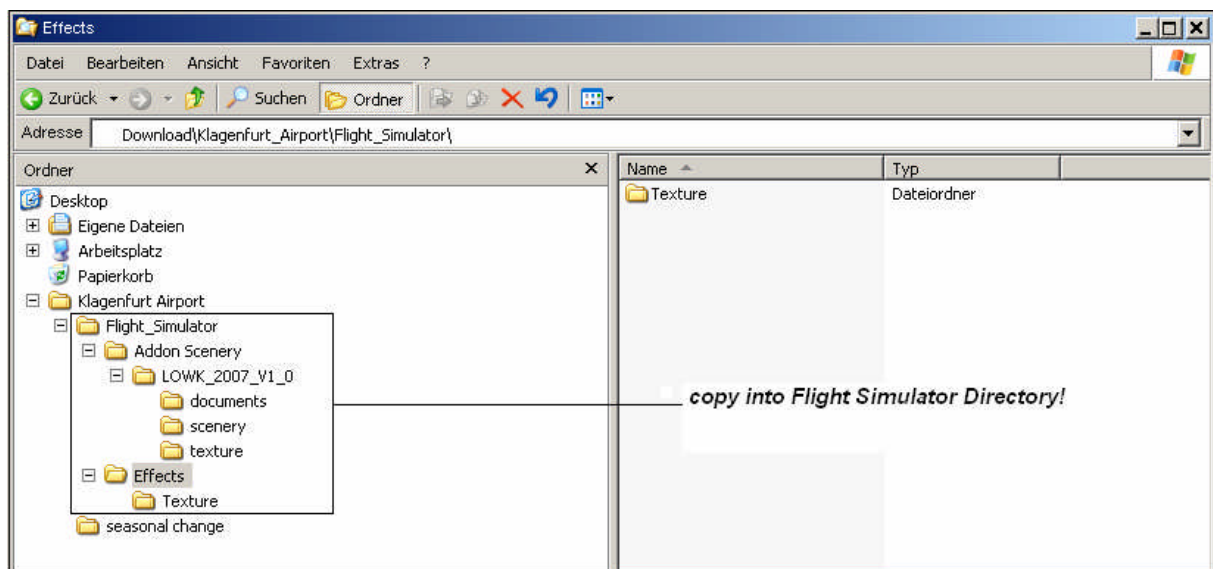 Effects
Datei Bearbeiten Ansicht Favoriten Extras ?
Zurück Suchen Ordner
Adresse Download\Klagenfurt_Airport\Flight_Simulator\
Ordner
Desktop
Eigene Dateien
Arbeitsplatz
Papierkorb
Klagenfurt Airport
Flight_Simulator
Addon Scenery
LOWK_2007_V1_0
documents
scenery
texture
Effects
Texture
seasonal change
Name Typ
Texture Dateiordner
copy into Flight Simulator Directory!